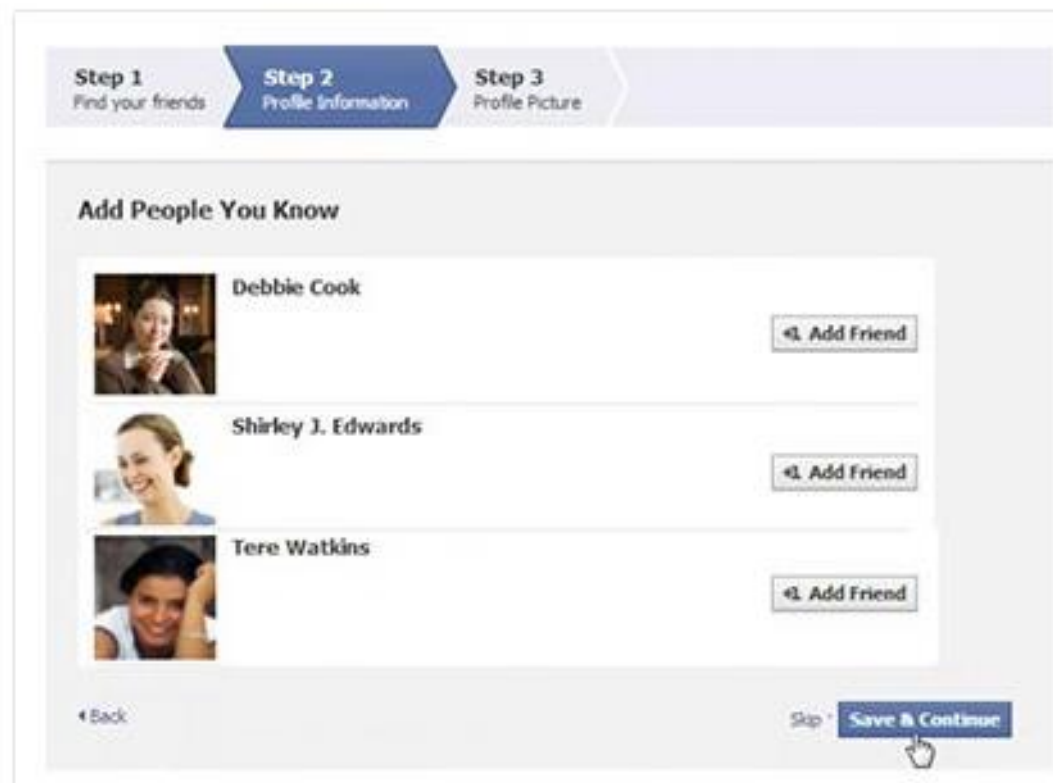 Step 1
Find your friends
Step 2
Profile Information
Step 3
Profile Picture
Add People You Know
Debbie Cook
Add Friend
Shirley J. Edwards
Add Friend
Tere Watkins
Add Friend
Back
Skip
Save & Continue